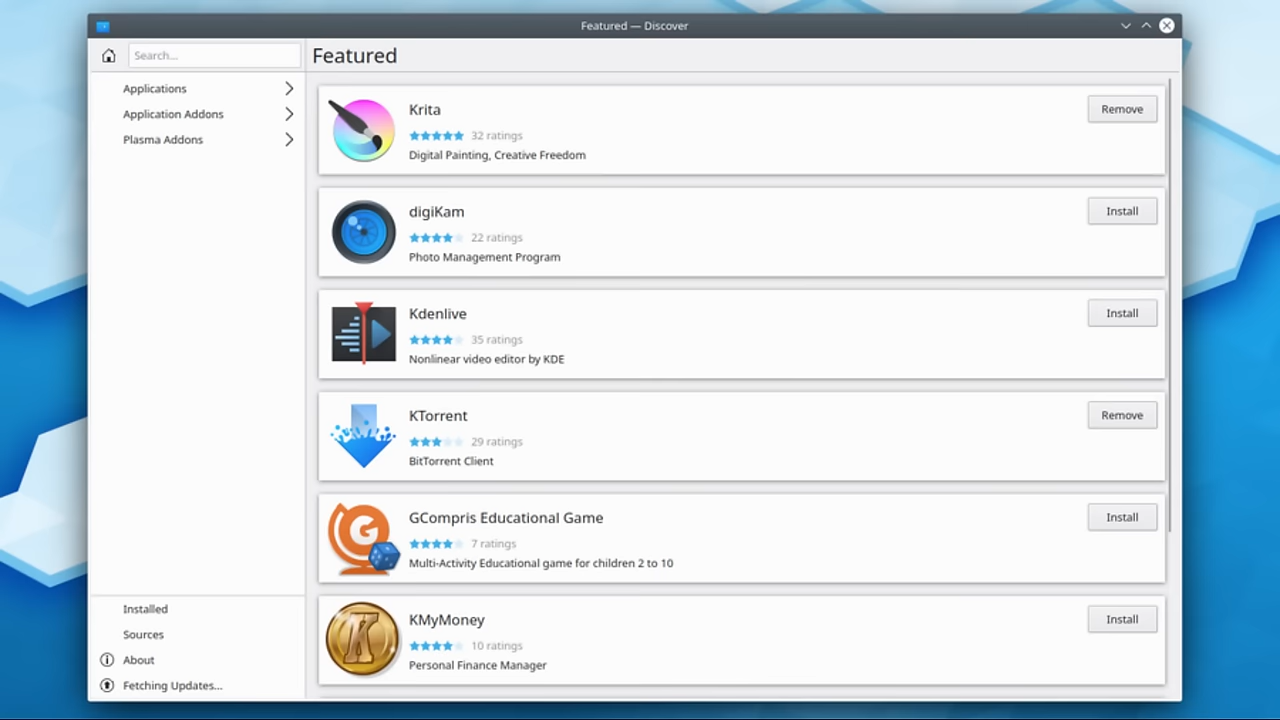 Featured — Discover
Search...
Featured
Applications
Application Addons
Plasma Addons
Krita
32 ratings
Digital Painting, Creative Freedom
Remove
digiKam
22 ratings
Photo Management Program
Install
Kdenlive
35 ratings
Nonlinear video editor by KDE
Install
KTorrent
29 ratings
BitTorrent Client
Remove
G
GCompris Educational Game
7 ratings
Multi-Activity Educational game for children 2 to 10
Install
K
KMyMoney
10 ratings
Personal Finance Manager
Install
Installed
Sources
About
Fetching Updates...